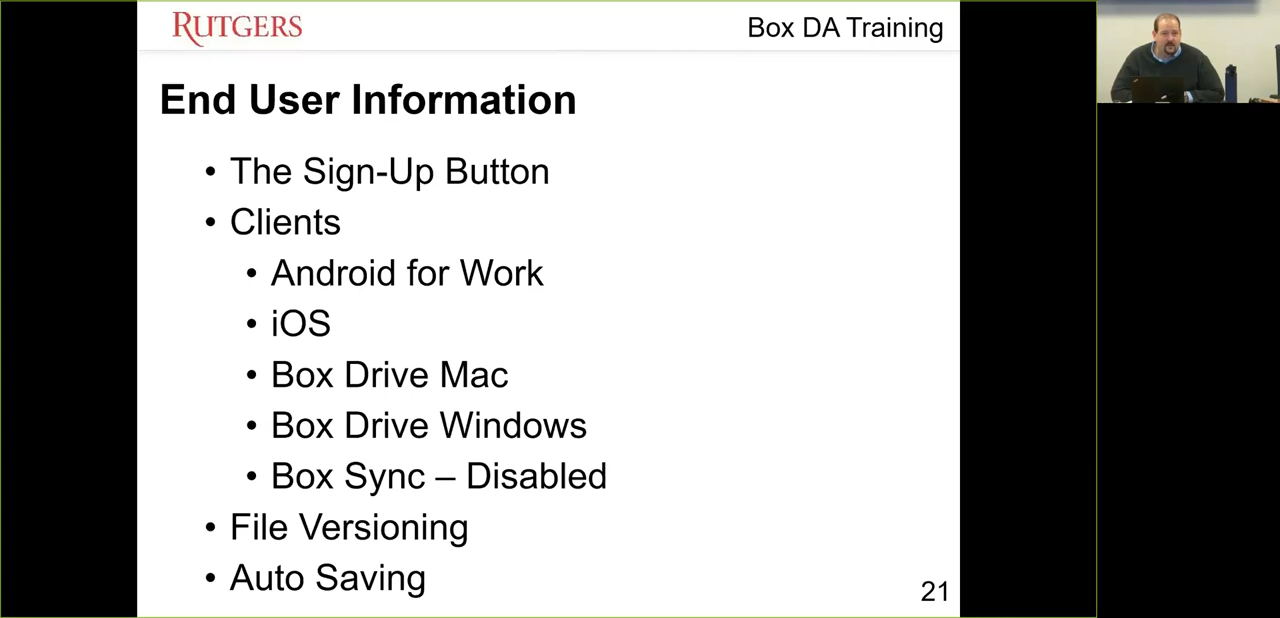 RUTGERS
Box DA Training
End User Information
• The Sign-Up Button
• Clients
• Android for Work
• iOS
• Box Drive Mac
• Box Drive Windows
• Box Sync – Disabled
• File Versioning
• Auto Saving
21